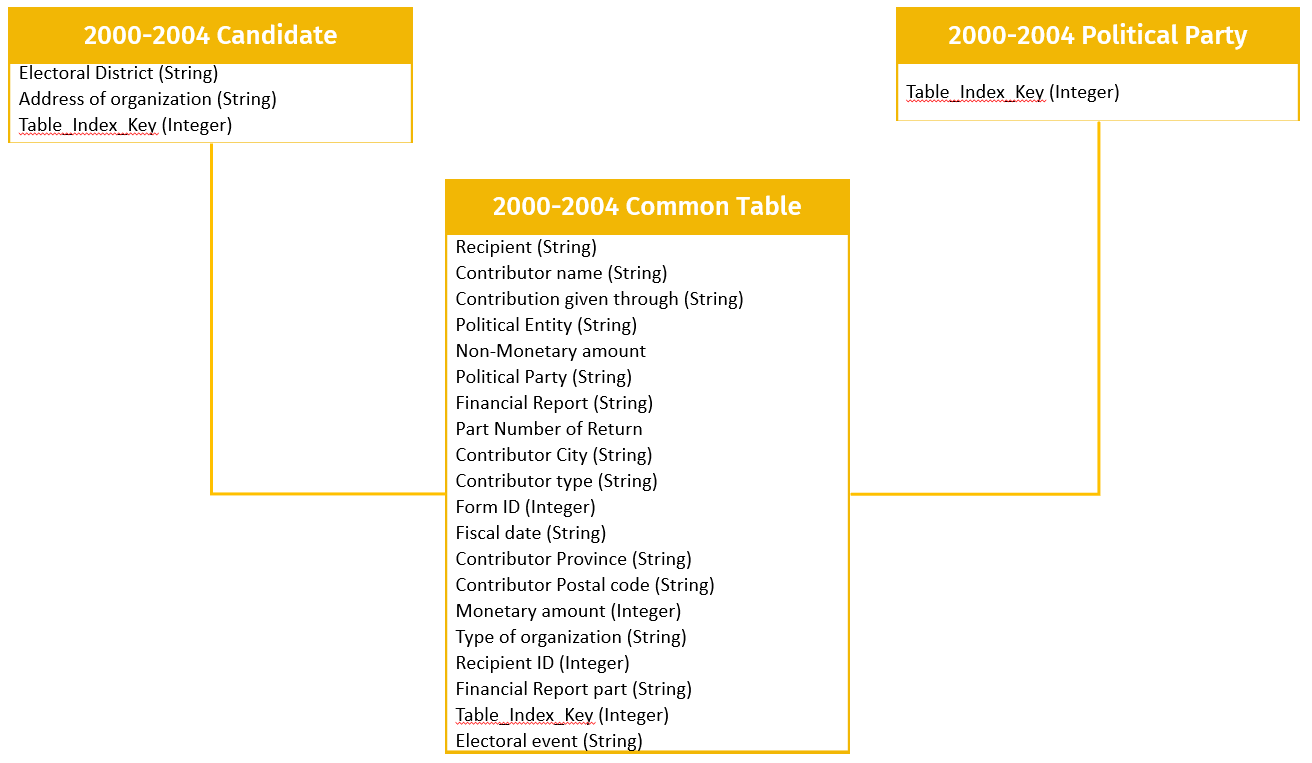 2000-2004 Candidate
Electoral District (String)
Address of organization (String)
Table_Index_Key (Integer)
2000-2004 Political Party
Table_Index_Key (Integer)
2000-2004 Common Table
Recipient (String)
Contributor name (String)
Contribution given through (String)
Political Entity (String)
Non-Monetary amount
Political Party (String)
Financial Report (String)
Part Number of Return
Contributor City (String)
Contributor type (String)
Form ID (Integer)
Fiscal date (String)
Contributor Province (String)
Contributor Postal code (String)
Monetary amount (Integer)
Type of organization (String)
Recipient ID (Integer)
Financial Report part (String)
Table_Index_Key (Integer)
Electoral event (String)